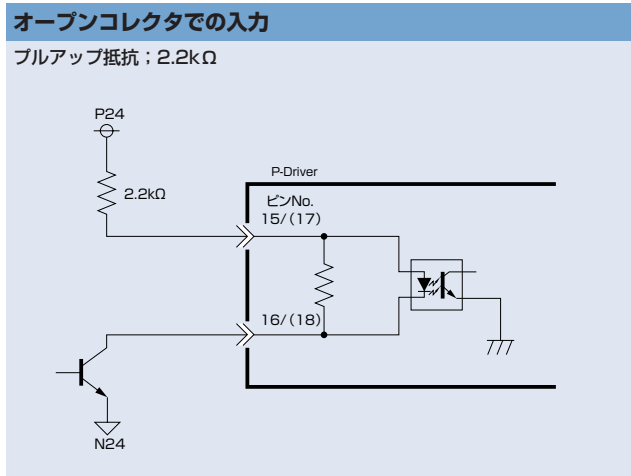 オープンコレクタでの入力
プルアップ抵抗；2.2kΩ
P24
2.2kΩ
P-Driver
ピンNo.
15/(17)
16/(18)
N24